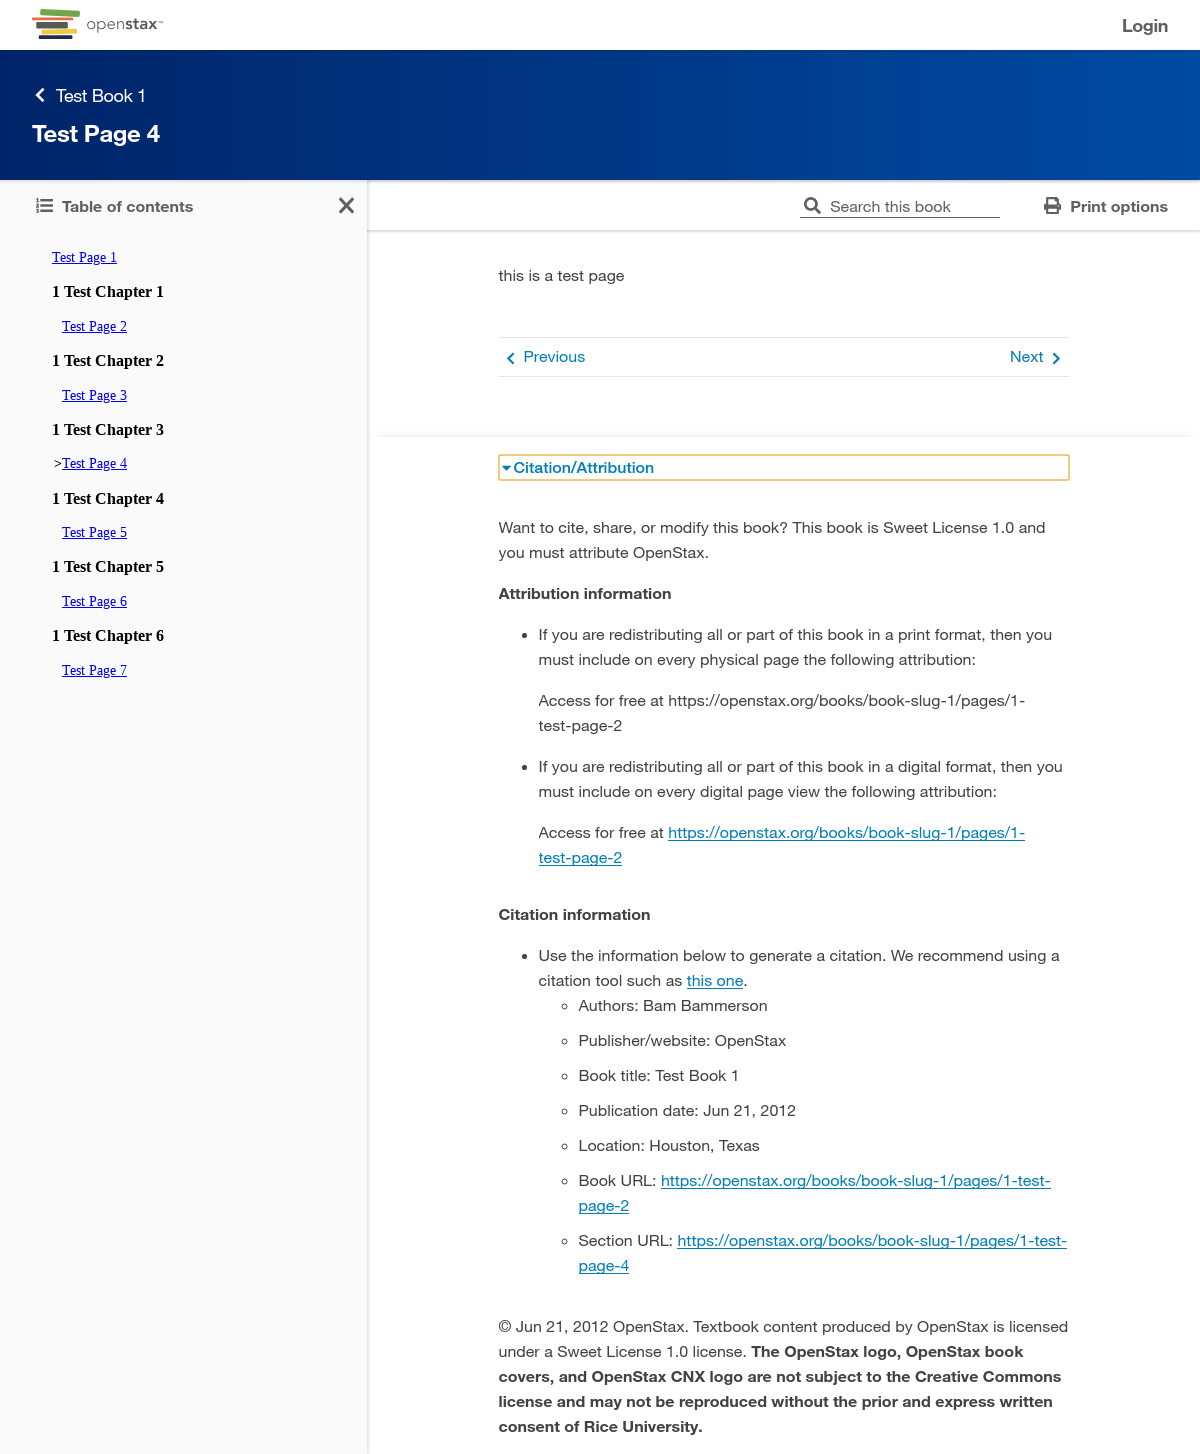 openstax™
Login
Test Book 1
Test Page 4
Table of contents
Search this book
Print options
Test Page 1
1 Test Chapter 1
Test Page 2
1 Test Chapter 2
Test Page 3
1 Test Chapter 3
>Test Page 4
1 Test Chapter 4
Test Page 5
1 Test Chapter 5
Test Page 6
1 Test Chapter 6
Test Page 7
this is a test page
Previous
Next
Citation/Attribution
Want to cite, share, or modify this book? This book is Sweet License 1.0 and
you must attribute OpenStax.
Attribution information
• If you are redistributing all or part of this book in a print format, then you
must include on every physical page the following attribution:
Access for free at https://openstax.org/books/book-slug-1/pages/1-
test-page-2
• If you are redistributing all or part of this book in a digital format, then you
must include on every digital page view the following attribution:
Access for free at https://openstax.org/books/book-slug-1/pages/1-
test-page-2
Citation information
• Use the information below to generate a citation. We recommend using a
citation tool such as this one.
◦ Authors: Bam Bammerson
◦ Publisher/website: OpenStax
◦ Book title: Test Book 1
◦ Publication date: Jun 21, 2012
◦ Location: Houston, Texas
◦ Book URL: https://openstax.org/books/book-slug-1/pages/1-test-
page-2
◦ Section URL: https://openstax.org/books/book-slug-1/pages/1-test-
page-4
© Jun 21, 2012 OpenStax. Textbook content produced by OpenStax is licensed
under a Sweet License 1.0 license. The OpenStax logo, OpenStax book
covers, and OpenStax CNX logo are not subject to the Creative Commons
license and may not be reproduced without the prior and express written
consent of Rice University.